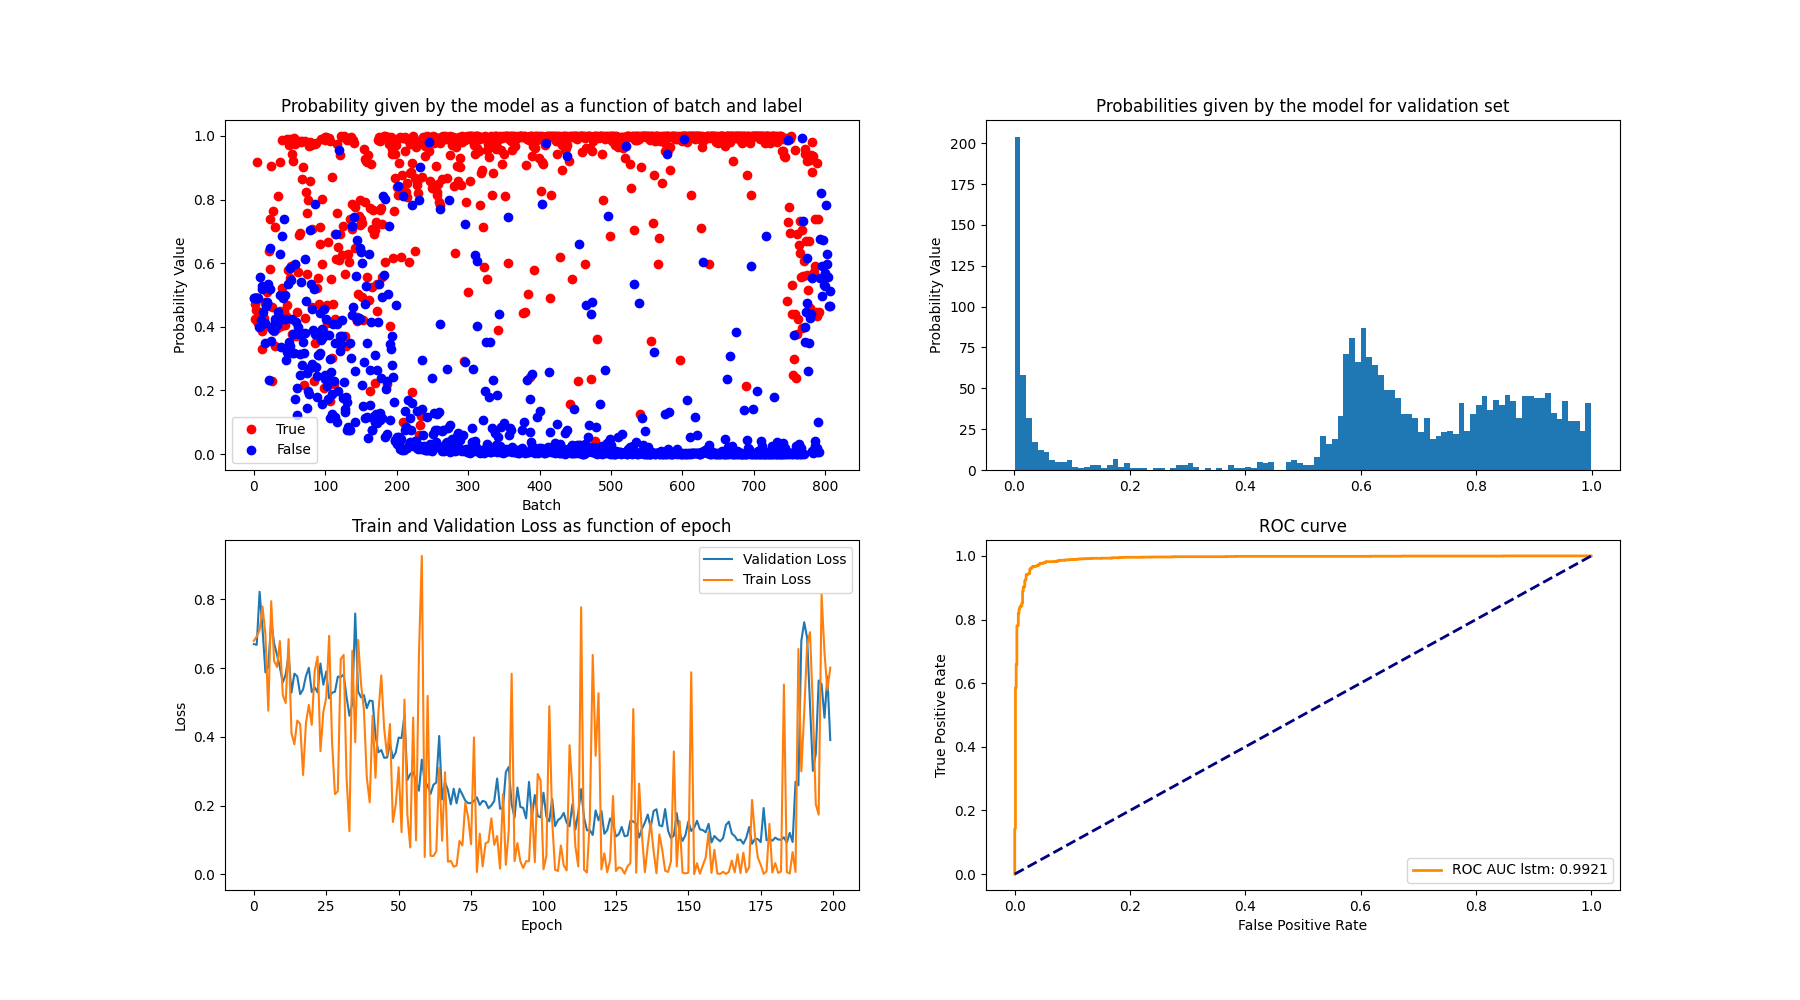 Probability given by the model as a function of batch and label
1.0
0.8
0.6
0.4
0.2
0.0
Probability Value
True
False
0 100 200 300 400 500 600 700 800
Batch
Probabilities given by the model for validation set
200
175
150
125
100
75
50
25
0
Probability Value
0.0 0.2 0.4 0.6 0.8 1.0
Train and Validation Loss as function of epoch
Validation Loss
Train Loss
0.8
0.6
0.4
0.2
0.0
Loss
0 25 50 75 100 125 150 175 200
Epoch
ROC curve
1.0
0.8
0.6
0.4
0.2
0.0
True Positive Rate
ROC AUC lstm: 0.9921
0.0 0.2 0.4 0.6 0.8 1.0
False Positive Rate